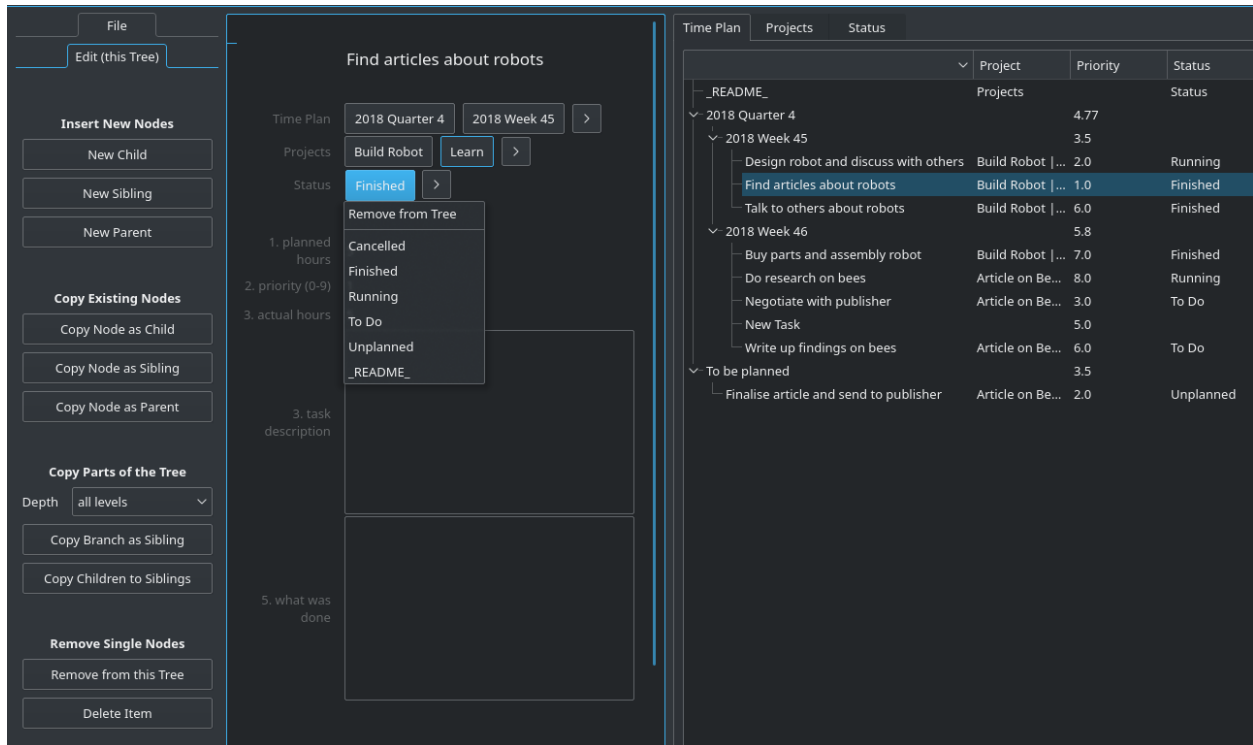 File
Edit (this Tree)
Insert New Nodes
New Child
New Sibling
New Parent
Copy Existing Nodes
Copy Node as Child
Copy Node as Sibling
Copy Node as Parent
Copy Parts of the Tree
Depth all levels
Copy Branch as Sibling
Copy Children to Siblings
Remove Single Nodes
Remove from this Tree
Delete Item
Find articles about robots
Time Plan 2018 Quarter 4 2018 Week 45 >
Projects Build Robot Learn >
Status Finished >
Remove from Tree
Cancelled
Finished
Running
To Do
Unplanned
_README_
1. planned
hours
2. priority (0-9)
3. actual hours
3. task
description
5. what was
done
Time Plan Projects Status
Project Priority Status
_README_ Projects Status
2018 Quarter 4 4.77
2018 Week 45 3.5
Design robot and discuss with others Build Robot |... 2.0 Running
Find articles about robots Build Robot |... 1.0 Finished
Talk to others about robots Build Robot |... 6.0 Finished
2018 Week 46 5.8
Buy parts and assembly robot Build Robot |... 7.0 Finished
Do research on bees Article on Be... 8.0 Running
Negotiate with publisher Article on Be... 3.0 To Do
New Task 5.0
Write up findings on bees Article on Be... 6.0 To Do
To be planned 3.5
Finalise article and send to publisher Article on Be... 2.0 Unplanned